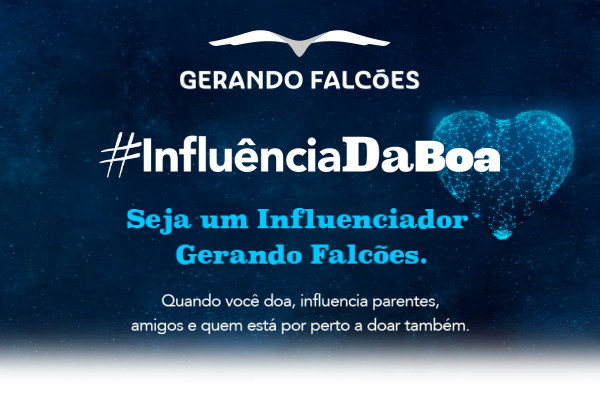 GERANDO FALCÕES
#InfluênciaDaBoa
Seja um Influenciador
Gerando Falcões.
Quando você doa, influencia parentes,
amigos e quem está por perto a doar também.